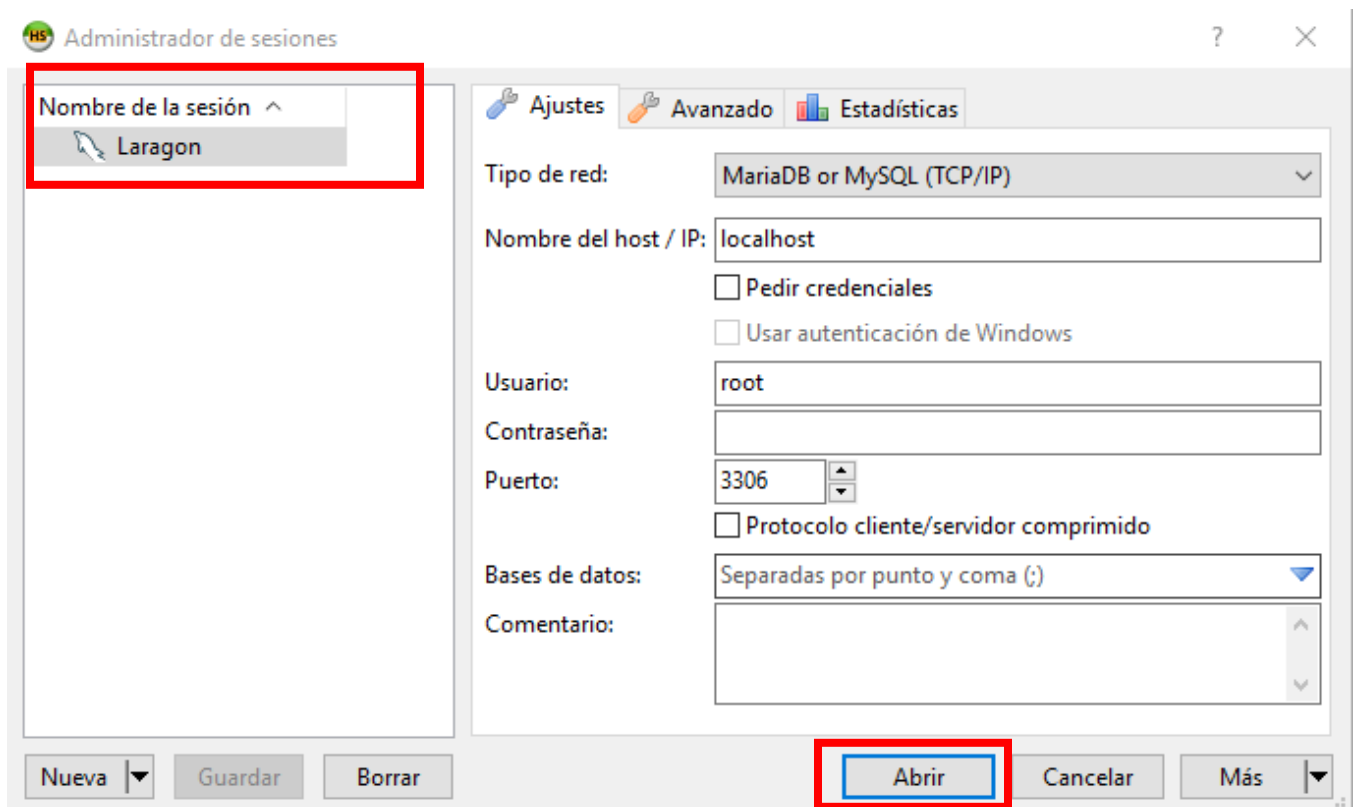 HS Administrador de sesiones ?
Nombre de la sesión
Laragon
Ajustes Avanzado Estadísticas
Tipo de red: MariaDB or MySQL (TCP/IP)
Nombre del host / IP: localhost
Pedir credenciales
Usar autenticación de Windows
Usuario: root
Contraseña:
Puerto: 3306
Protocolo cliente/servidor comprimido
Bases de datos: Separadas por punto y coma (;)
Comentario:
Nueva Guardar Borrar Abrir Cancelar Más